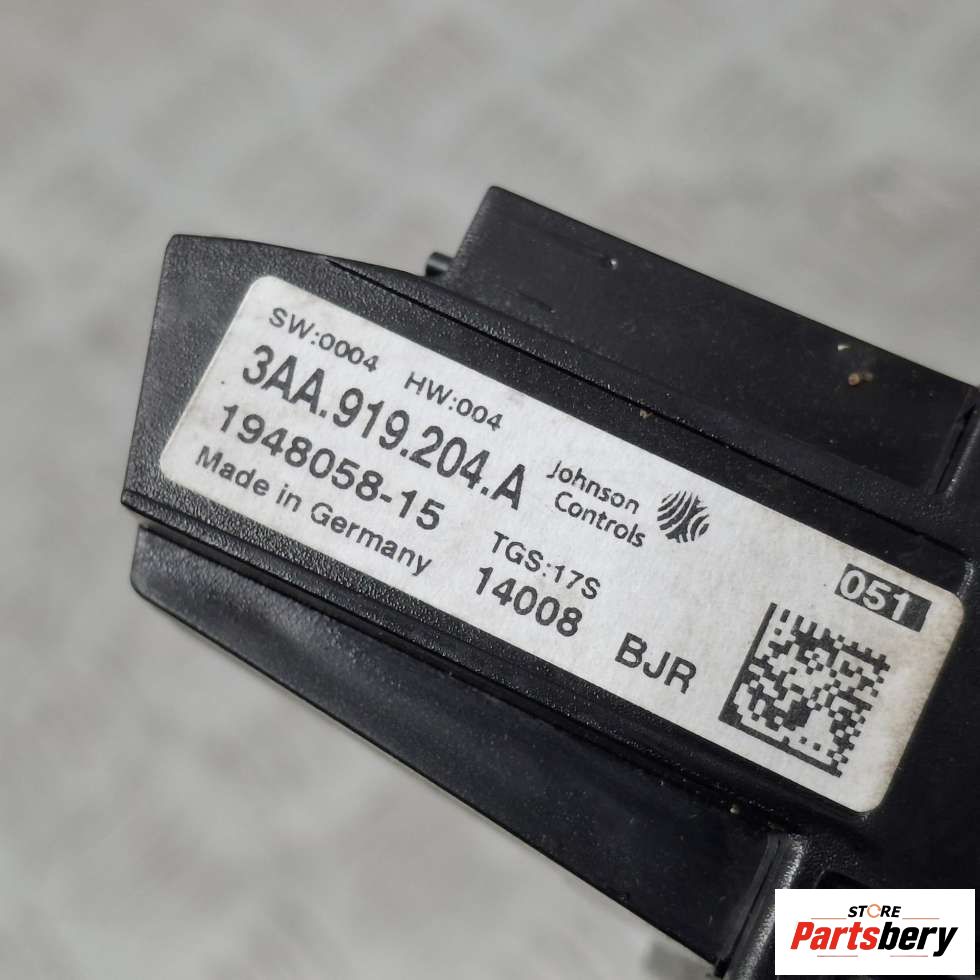 SW:0004 HW:004
3AA.919.204.A
1948058-15
Made in Germany
Johnson
Controls
TGS:17S
14008 BJR
051
STORE
Partsbery